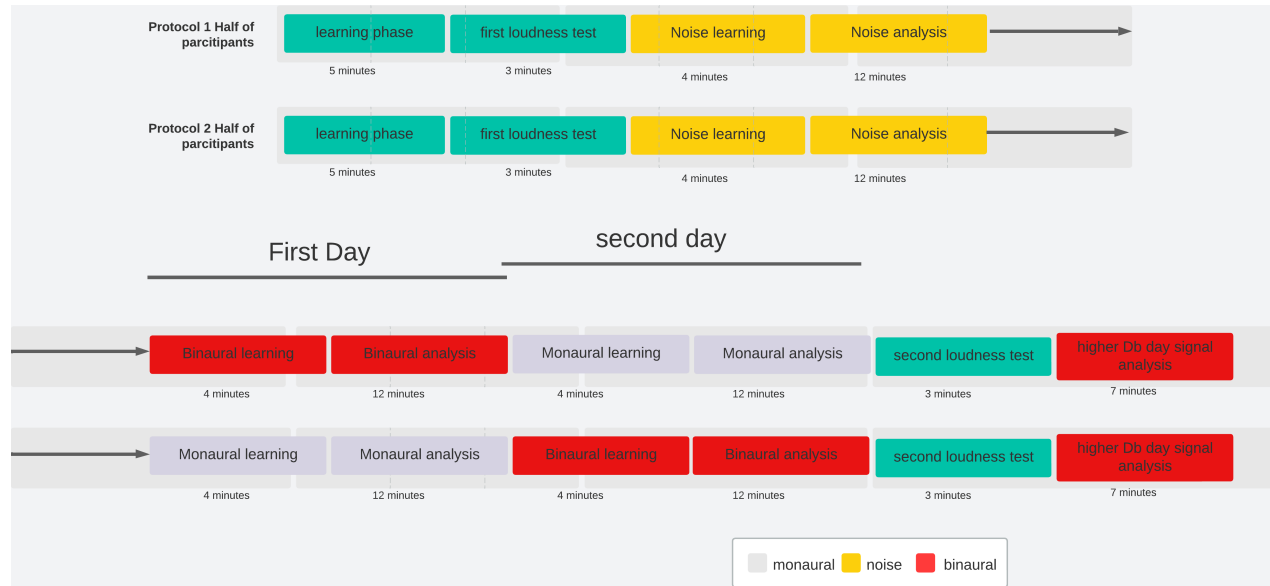 Protocol 1 Half of
parcitipants
learning phase
first loudness test
Noise learning
Noise analysis
5 minutes
3 minutes
4 minutes
12 minutes
Protocol 2 Half of
parcitipants
learning phase
first loudness test
Noise learning
Noise analysis
5 minutes
3 minutes
4 minutes
12 minutes
First Day
second day
Binaural learning
Binaural analysis
Monaural learning
Monaural analysis
second loudness test
higher Db day signal
analysis
4 minutes
12 minutes
4 minutes
12 minutes
3 minutes
7 minutes
Monaural learning
Monaural analysis
Binaural learning
Binaural analysis
second loudness test
higher Db day signal
analysis
4 minutes
12 minutes
4 minutes
12 minutes
3 minutes
7 minutes
monaural
noise
binaural